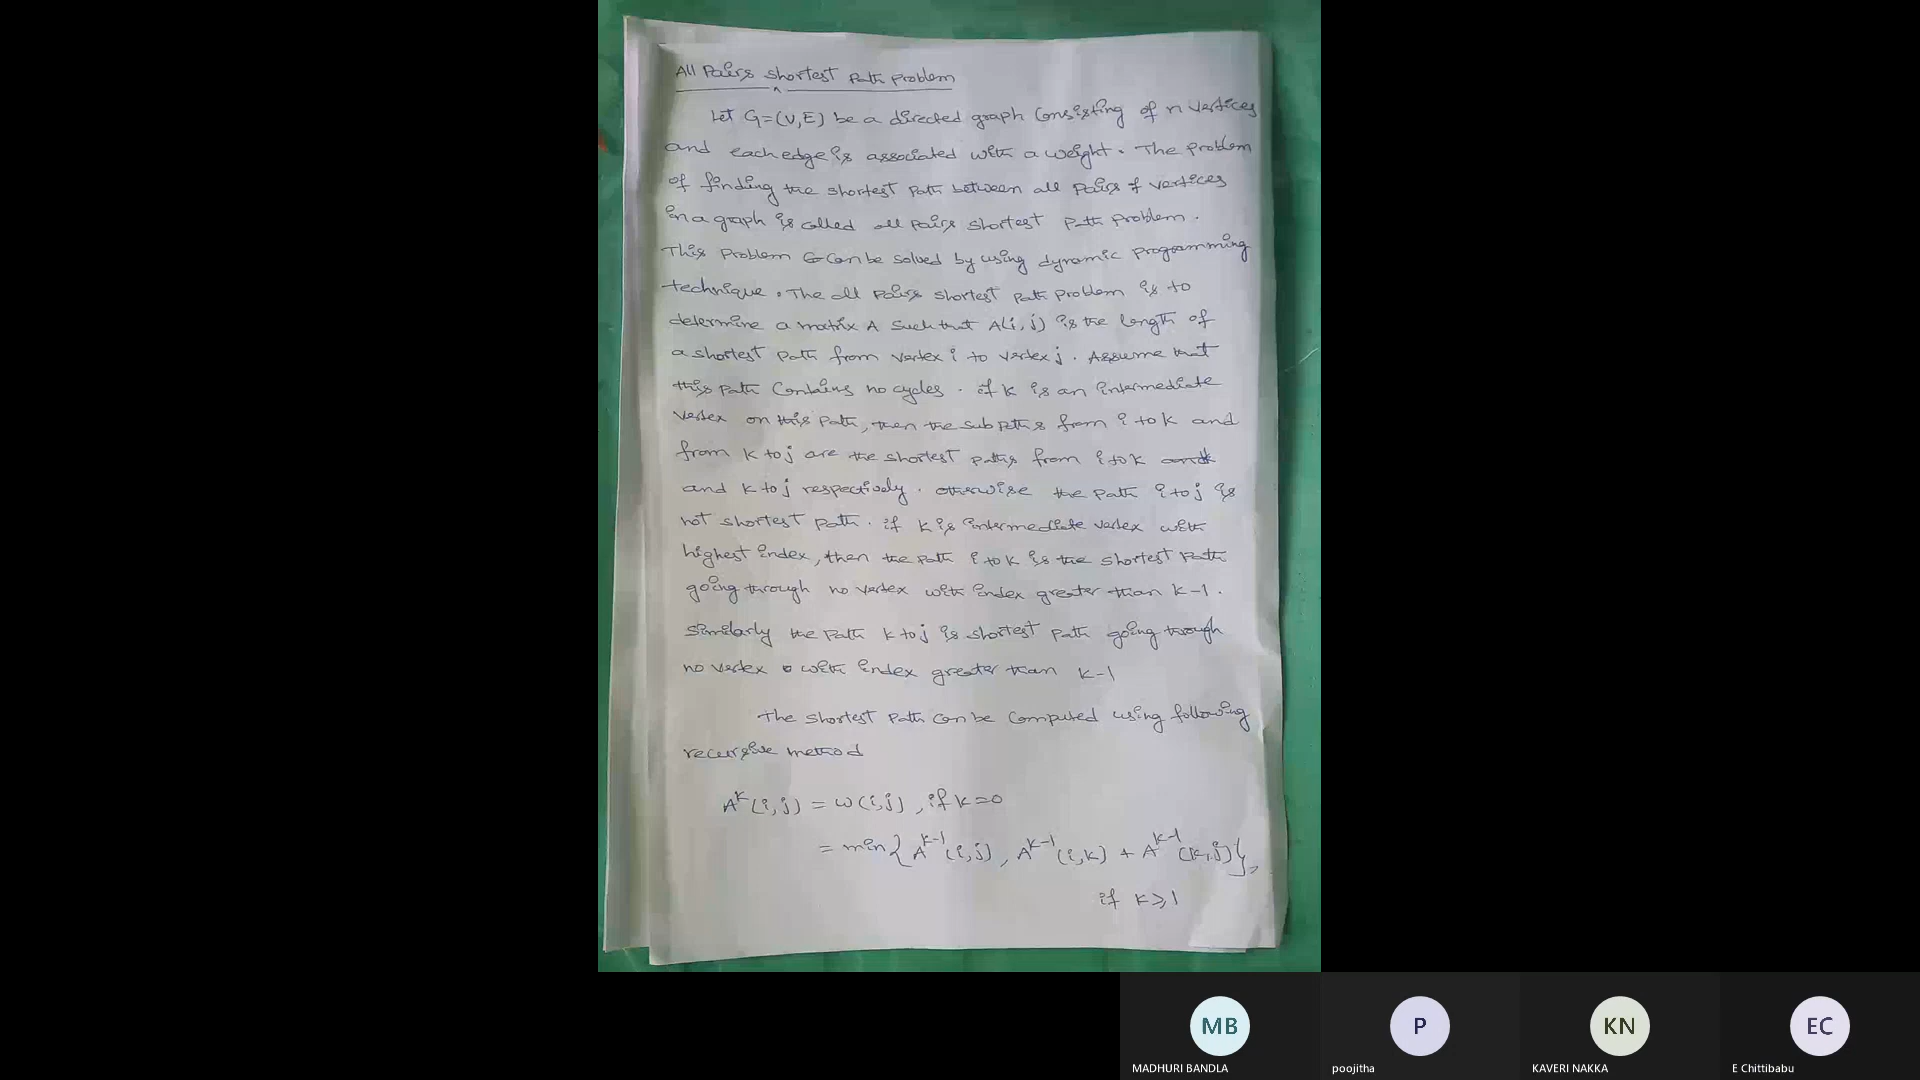 All Pairs shortest Path Problem
Let G=(V,E) be a directed graph Consisting of n vertices
and each edge is associated with a weight. The problem
of finding the shortest path between all pairs of vertices
in a graph is called all pairs shortest path problem.
This problem can be solved by using dynamic programming
technique. The all pairs shortest path problem is to
determine a matrix A such that A(i,j) is the length of
a shortest path from vertex i to vertex j. Assume that
this path Contains no cycles. if k is an intermediate
vertex on this path, then the sub paths from i to k and
from k to j are the shortest paths from i to k
and k to j respectively. otherwise the path i to j is
not shortest path. if k is intermediate vertex with
highest index, then the path i to k is the shortest path
going through no vertex with index greater than k-1.
Similarly the path k to j is shortest path going through
no vertex with index greater than k-1
The shortest path can be computed using following
recursive method
A^k(i,j) = w(i,j), if k=0
= min{A^k-1(i,j), A^k-1(i,k) + A^k-1(k,j)},
if k≥1
MB P KN EC
MADHURI BANDLA poojitha KAVERI NAKKA E Chittibabu